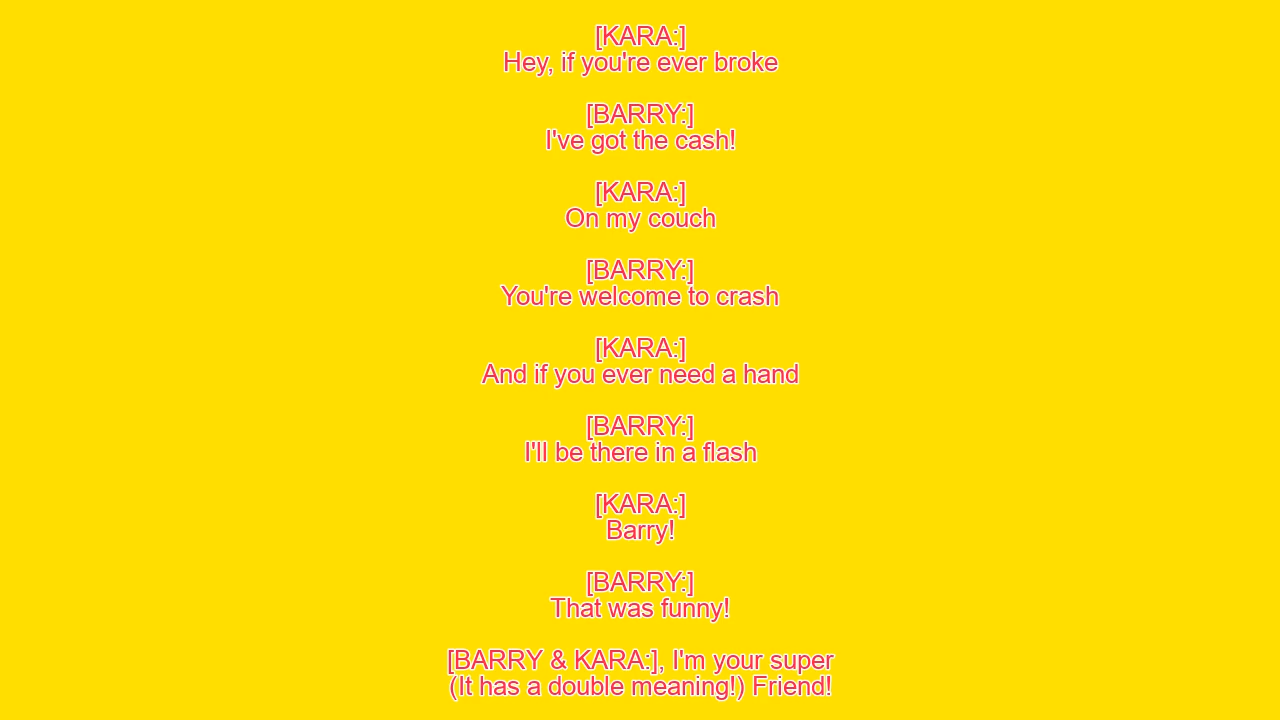 [KARA:]
Hey, if you're ever broke
[BARRY:]
I've got the cash!
[KARA:]
On my couch
[BARRY:]
You're welcome to crash
[KARA:]
And if you ever need a hand
[BARRY:]
I'll be there in a flash
[KARA:]
Barry!
[BARRY:]
That was funny!
[BARRY & KARA:], I'm your super
(It has a double meaning!) Friend!